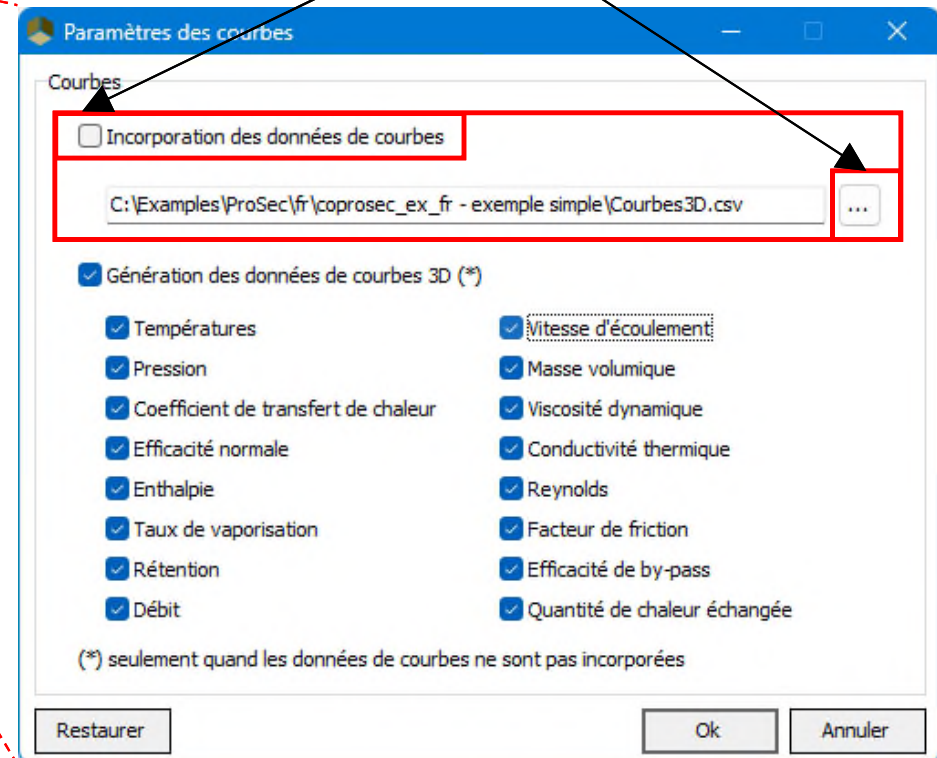 Paramètres des courbes
Courbes
Incorporation des données de courbes
C:\Examples\ProSec\fr\coprosec_ex_fr - exemple simple\Courbes3D.csv
...
Génération des données de courbes 3D (*)
Températures
Vitesse d'écoulement
Pression
Masse volumique
Coefficient de transfert de chaleur
Viscosité dynamique
Efficacité normale
Conductivité thermique
Enthalpie
Reynolds
Taux de vaporisation
Facteur de friction
Rétention
Efficacité de by-pass
Débit
Quantité de chaleur échangée
(*) seulement quand les données de courbes ne sont pas incorporées
Restaurer
Ok
Annuler